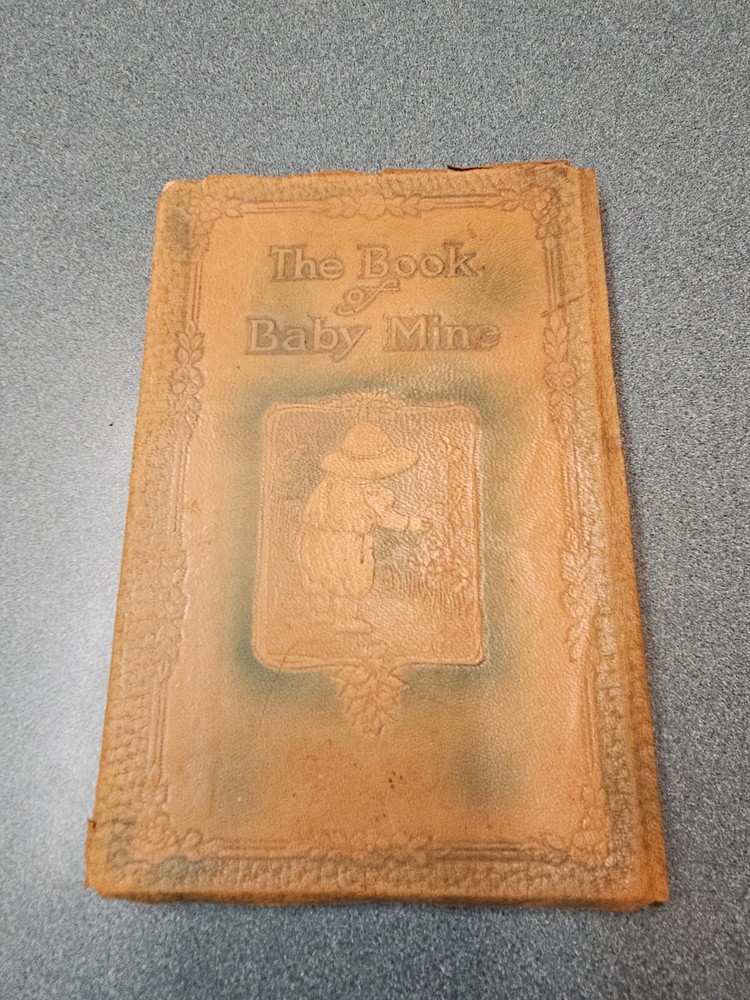 The Book
of
Baby Mine